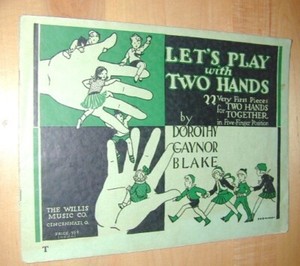 LET'S PLAY
with
TWO HANDS
22 Very First Pieces
for TWO HANDS
TOGETHER
in Five-Finger Position
by
DOROTHY
GAYNOR
BLAKE
THE WILLIS
MUSIC CO.
CINCINNATI, O.
PRICE
T